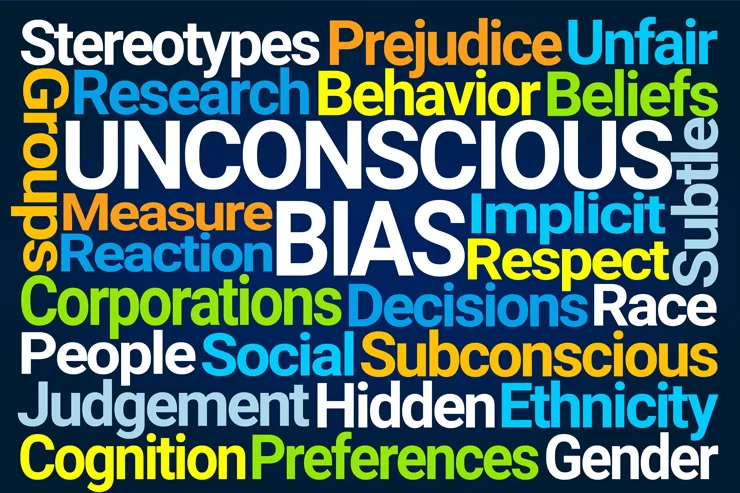 Stereotypes Prejudice Unfair
Groups
Research Behavior Beliefs
UNCONSCIOUS
Subtle
Measure BIAS Implicit
Reaction Respect
Corporations Decisions Race
People Social Subconscious
Judgement Hidden Ethnicity
Cognition Preferences Gender